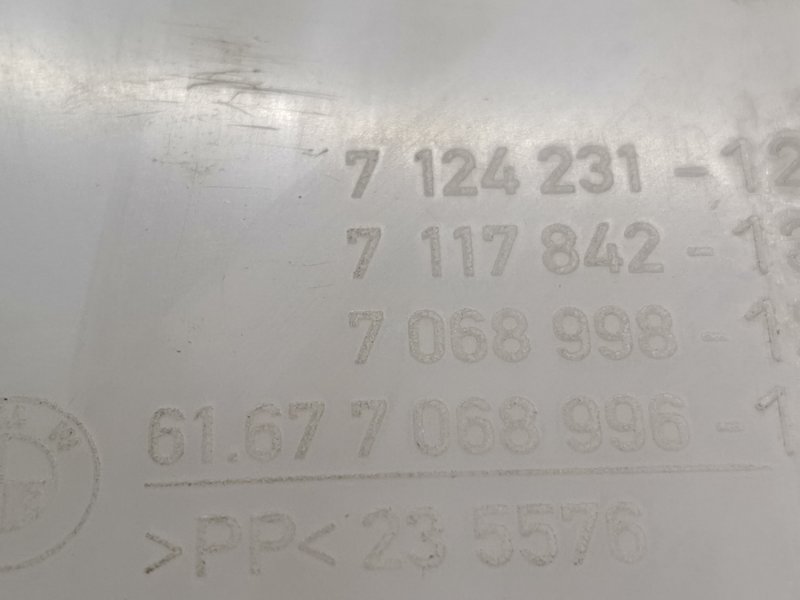 7 124 231 - 12
7 117 842 - 13
7 068 998 - 1
61.67 7 068 996 - 1
>PP< 23 5576